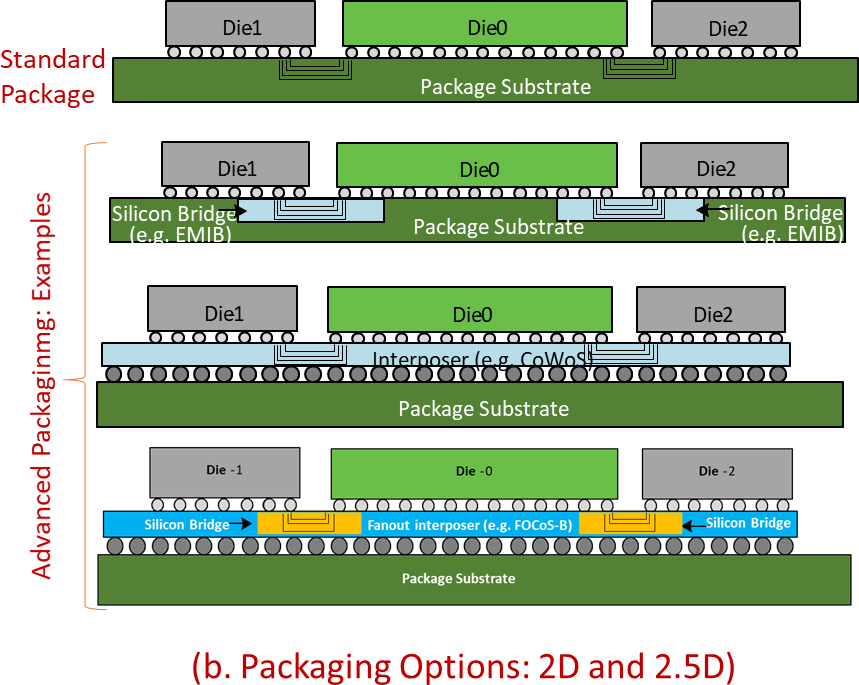 Die1
Die0
Die2
Standard
Package
Package Substrate
Advanced Packaginmg: Examples
Die1
Die0
Die2
Silicon Bridge
(e.g. EMIB)
Package Substrate
Silicon Bridge
(e.g. EMIB)
Die1
Die0
Die2
Interposer (e.g. CoWoS)
Package Substrate
Die -1
Die -0
Die -2
Silicon Bridge
Fanout interposer (e.g. FOCoS-B)
Silicon Bridge
Package Substrate
(b. Packaging Options: 2D and 2.5D)